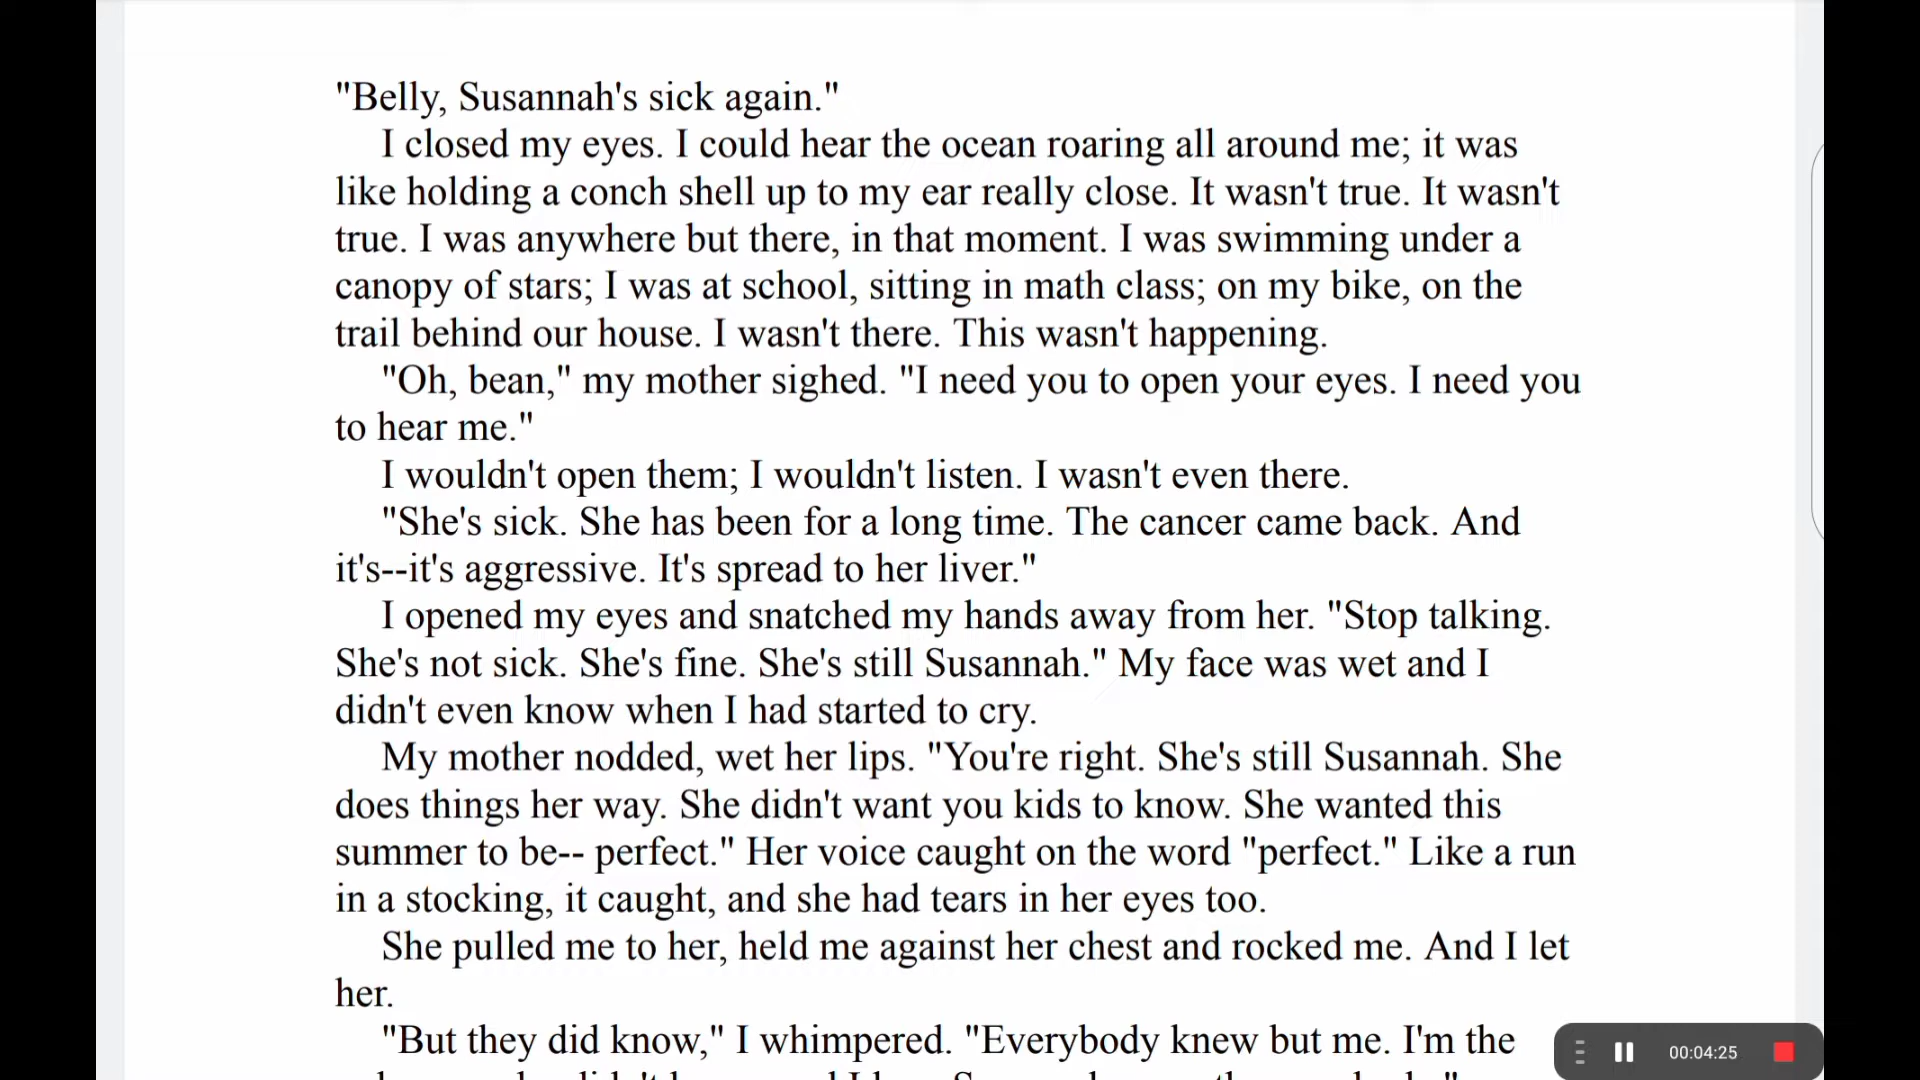 "Belly, Susannah's sick again."
I closed my eyes. I could hear the ocean roaring all around me; it was
like holding a conch shell up to my ear really close. It wasn't true. It wasn't
true. I was anywhere but there, in that moment. I was swimming under a
canopy of stars; I was at school, sitting in math class; on my bike, on the
trail behind our house. I wasn't there. This wasn't happening.
"Oh, bean," my mother sighed. "I need you to open your eyes. I need you
to hear me."
I wouldn't open them; I wouldn't listen. I wasn't even there.
"She's sick. She has been for a long time. The cancer came back. And
it's--it's aggressive. It's spread to her liver."
I opened my eyes and snatched my hands away from her. "Stop talking.
She's not sick. She's fine. She's still Susannah." My face was wet and I
didn't even know when I had started to cry.
My mother nodded, wet her lips. "You're right. She's still Susannah. She
does things her way. She didn't want you kids to know. She wanted this
summer to be-- perfect." Her voice caught on the word "perfect." Like a run
in a stocking, it caught, and she had tears in her eyes too.
She pulled me to her, held me against her chest and rocked me. And I let
her.
"But they did know," I whimpered. "Everybody knew but me. I'm the
00:04:25